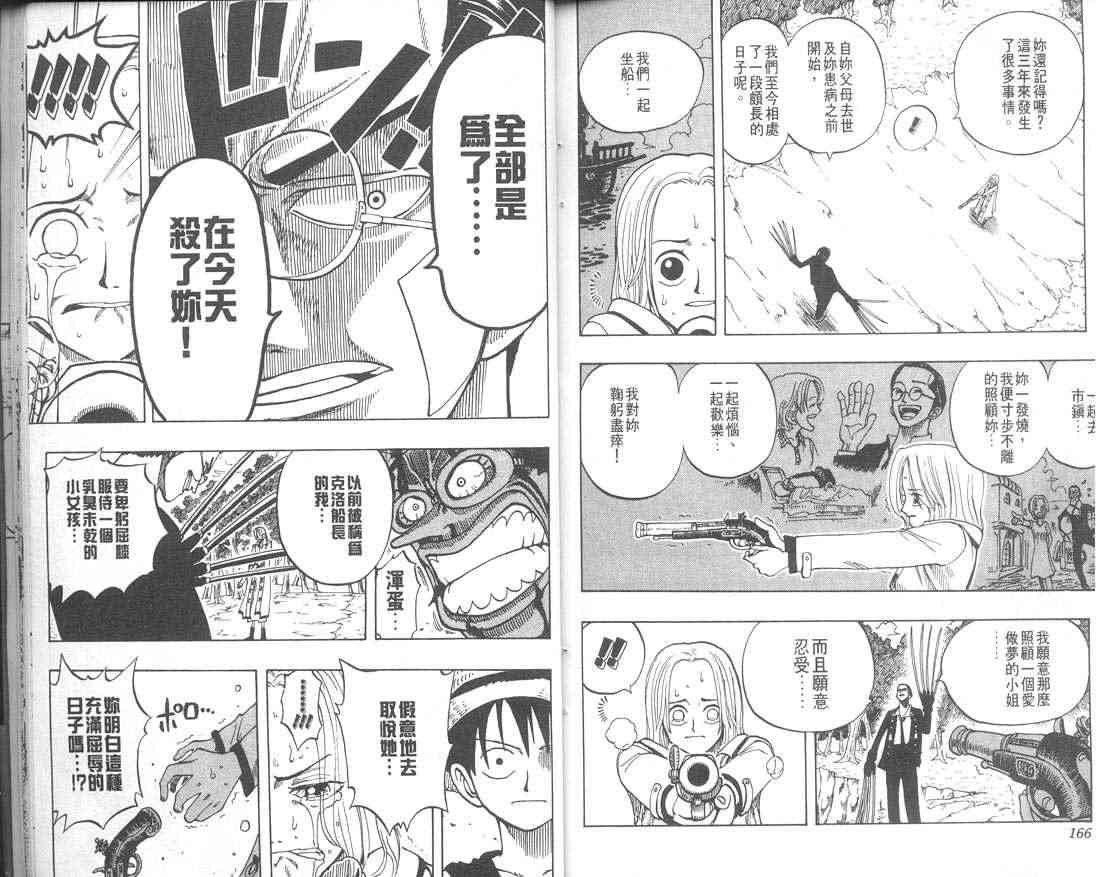 妳還記得嗎?
這三年來發生
了很多事情。
!
自妳父母去世
及妳患病之前
開始,
我們至今相處
了一段頗長的
日子呢。
我們一起
坐船…
一起去
市鎮…
妳一發燒,
我便寸步不離
的照顧妳…
一起煩惱、
一起歡樂…
我對妳
鞠躬盡瘁!
我願意那麼
照顧一個愛
做夢的小姐
……
而且願意
忍受……
!!
166
ドン!!
全部是
為了……
在今天
殺了妳!
!!!!
渾蛋…
以前被稱為
克洛船長
的我…
要卑躬屈膝
服侍一個
乳臭未乾的
小女孩…
假意地去
取悅她…
……!!
ポロ…
妳明白這種
充滿屈辱的
日子嗎…!?